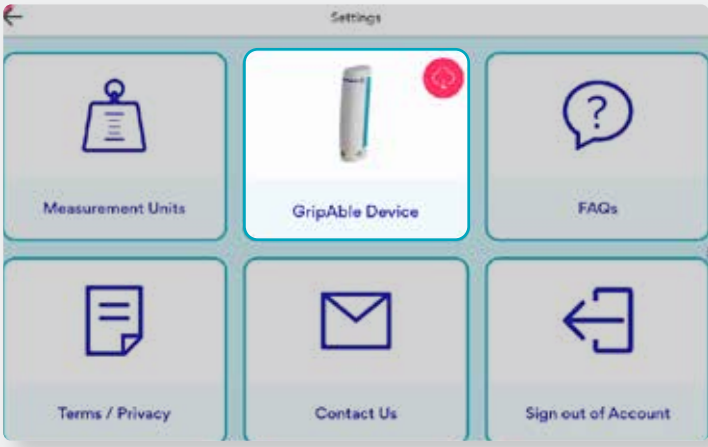 Settings
Measurement Units
GripAble Device
FAQs
Terms / Privacy
Contact Us
Sign out of Account